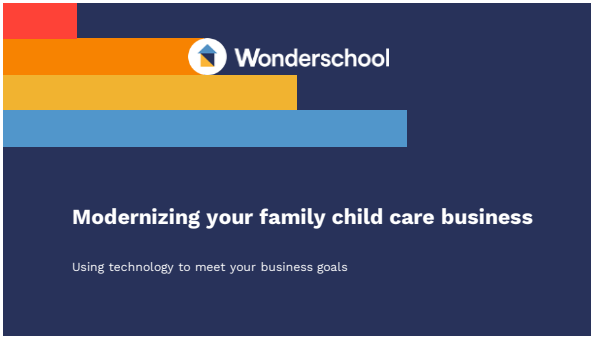 Wonderschool
Modernizing your family child care business
Using technology to meet your business goals